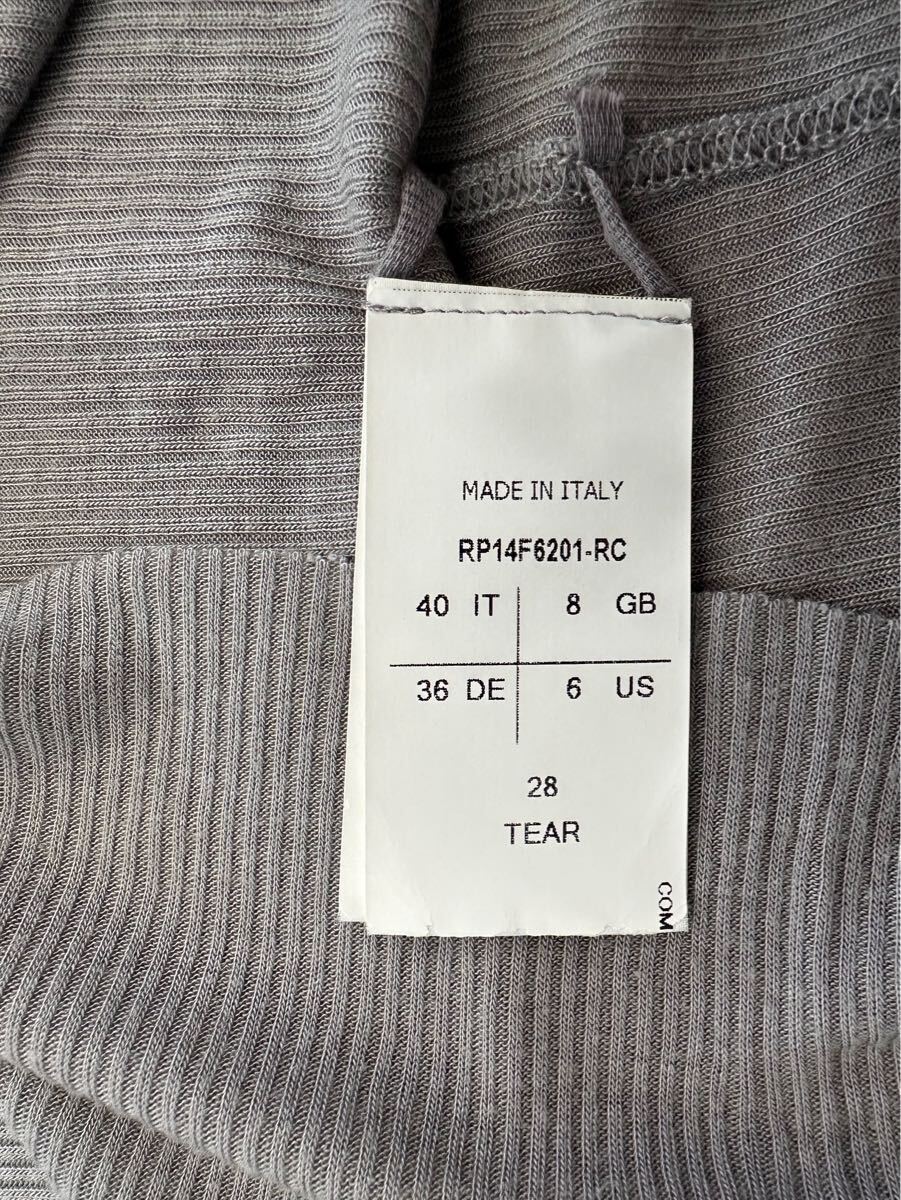 MADE IN ITALY
RP14F6201-RC
40 IT 8 GB
36 DE 6 US
28
TEAR
COM